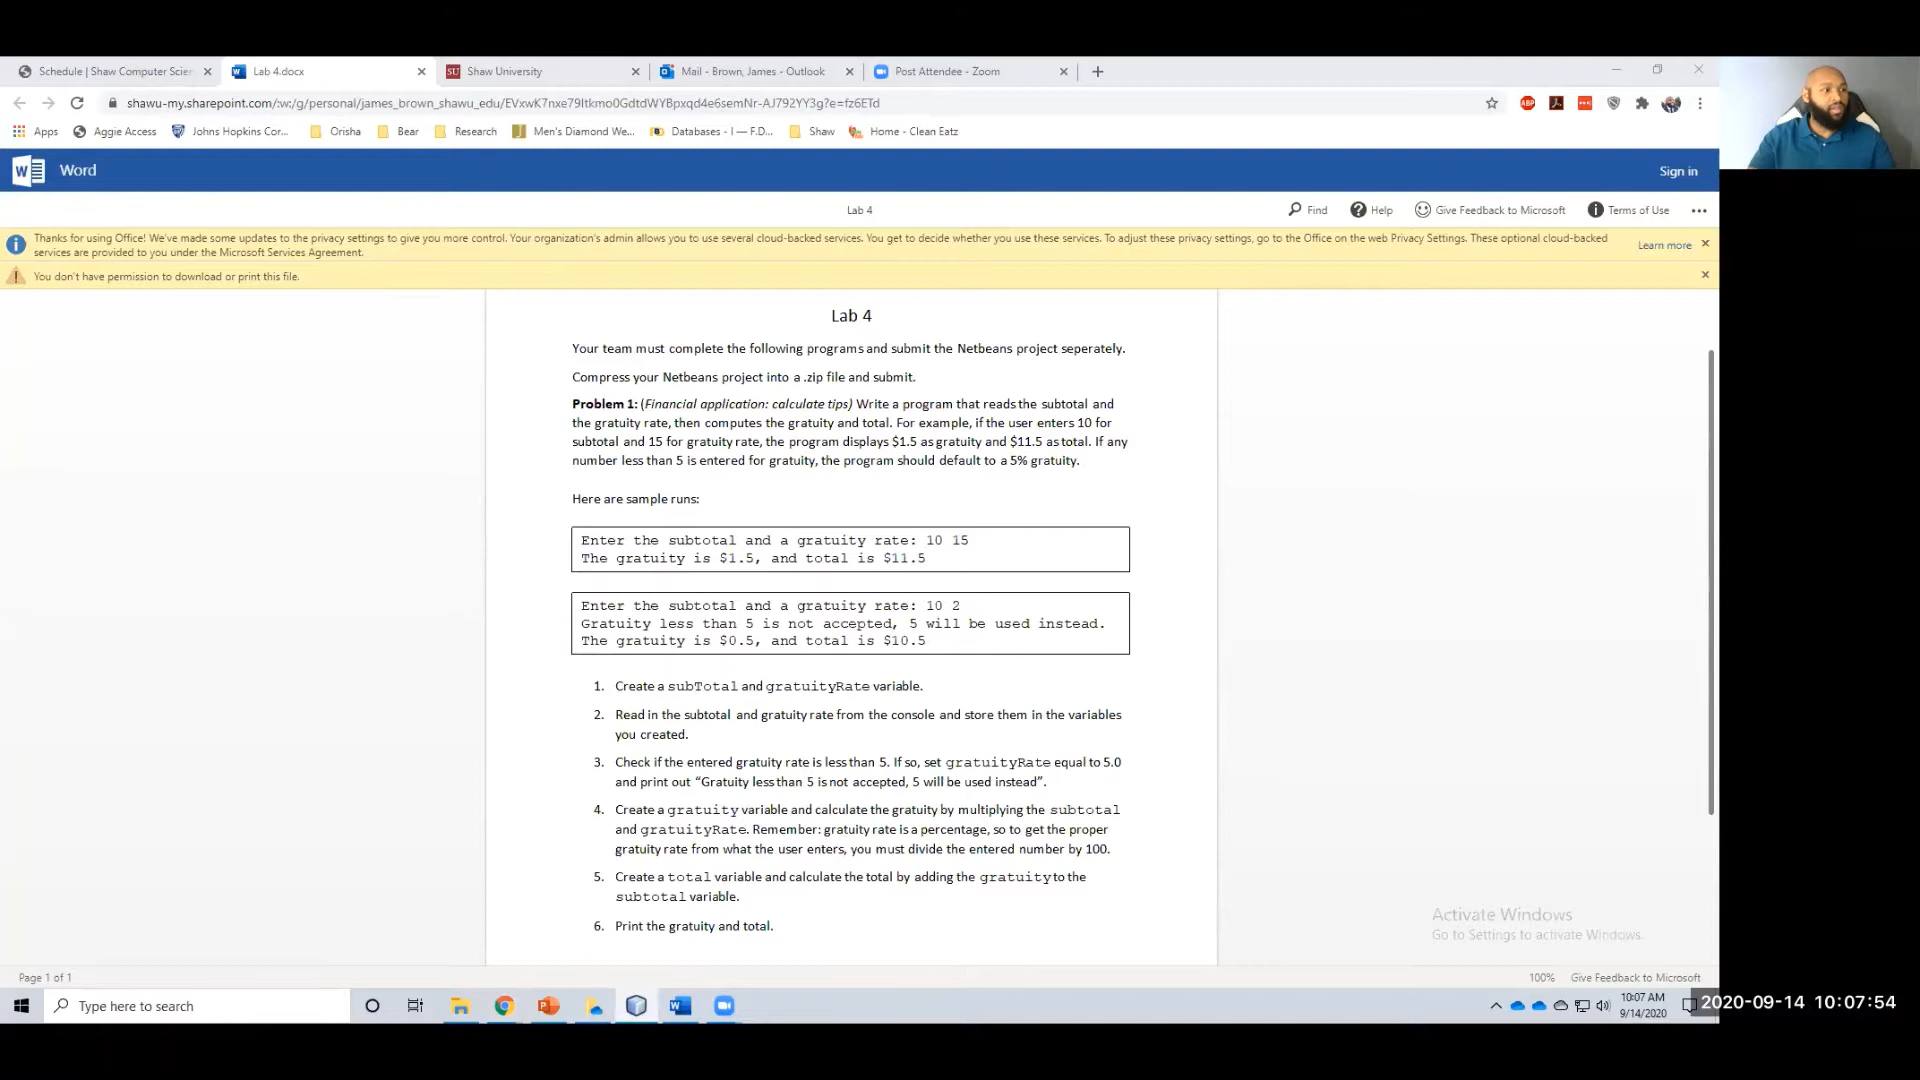 Schedule | Shaw Computer Scien
Lab 4.docx
Shaw University
Mail - Brown, James - Outlook
Post Attendee - Zoom
shawu-my.sharepoint.com/:w:/g/personal/james_brown_shawu_edu/EVxwK7nxe79Itkmo0GdtdWYBpxqd4e6semNr-AJ792YY3g?e=fz6ETd
Apps
Aggie Access
Johns Hopkins Cor...
Orisha
Bear
Research
Men's Diamond We...
Databases - I — F.D...
Shaw
Home - Clean Eatz
Word
Sign in
Lab 4
Find
Help
Give Feedback to Microsoft
Terms of Use
Thanks for using Office! We've made some updates to the privacy settings to give you more control. Your organization's admin allows you to use several cloud-backed services. You get to decide whether you use these services. To adjust these privacy settings, go to the Office on the web Privacy Settings. These optional cloud-backed
services are provided to you under the Microsoft Services Agreement.
Learn more
You don't have permission to download or print this file.
Lab 4
Your team must complete the following programs and submit the Netbeans project seperately.
Compress your Netbeans project into a .zip file and submit.
Problem 1: (Financial application: calculate tips) Write a program that reads the subtotal and
the gratuity rate, then computes the gratuity and total. For example, if the user enters 10 for
subtotal and 15 for gratuity rate, the program displays $1.5 as gratuity and $11.5 as total. If any
number less than 5 is entered for gratuity, the program should default to a 5% gratuity.
Here are sample runs:
Enter the subtotal and a gratuity rate: 10 15
The gratuity is $1.5, and total is $11.5
Enter the subtotal and a gratuity rate: 10 2
Gratuity less than 5 is not accepted, 5 will be used instead.
The gratuity is $0.5, and total is $10.5
1. Create a subTotal and gratuityRate variable.
2. Read in the subtotal and gratuity rate from the console and store them in the variables
you created.
3. Check if the entered gratuity rate is less than 5. If so, set gratuityRate equal to 5.0
and print out “Gratuity less than 5 is not accepted, 5 will be used instead”.
4. Create a gratuity variable and calculate the gratuity by multiplying the subtotal
and gratuityRate. Remember: gratuity rate is a percentage, so to get the proper
gratuity rate from what the user enters, you must divide the entered number by 100.
5. Create a total variable and calculate the total by adding the gratuity to the
subtotal variable.
6. Print the gratuity and total.
Activate Windows
Go to Settings to activate Windows.
Page 1 of 1
100%
Give Feedback to Microsoft
Type here to search
10:07 AM
9/14/2020
2020-09-14 10:07:54